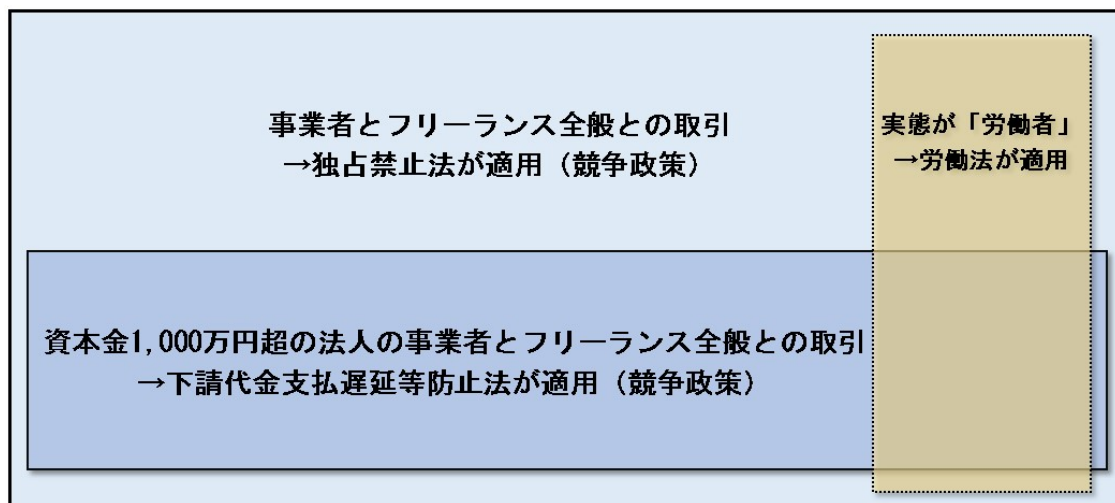 事業者とフリーランス全般との取引
→独占禁止法が適用（競争政策）
実態が「労働者」
→労働法が適用
資本金1,000万円超の法人の事業者とフリーランス全般との取引
→下請代金支払遅延等防止法が適用（競争政策）